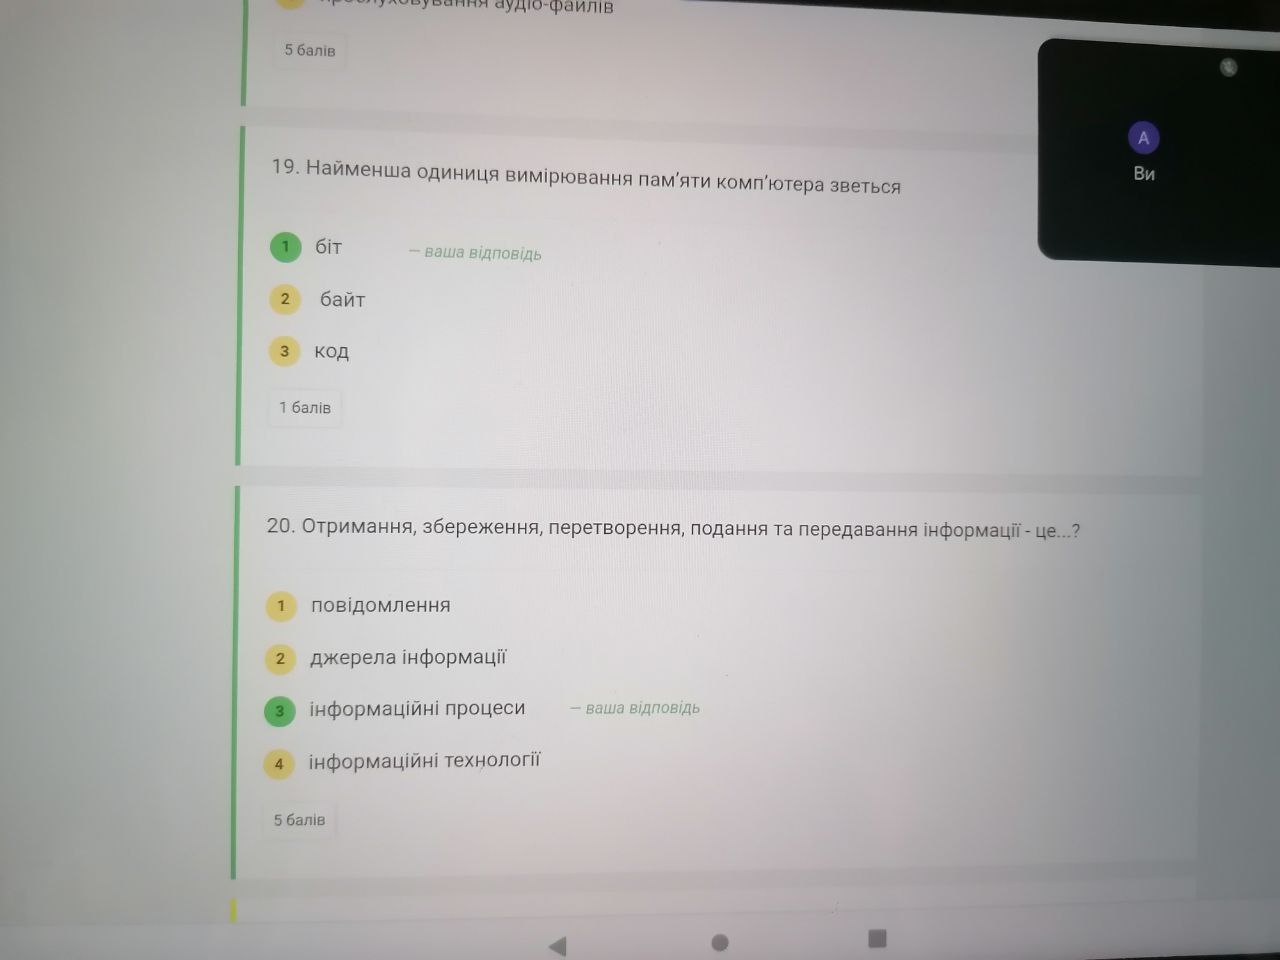 прослуховування аудіо-файлів
5 балів
19. Найменша одиниця вимірювання пам’яти комп’ютера зветься
1 біт — ваша відповідь
2 байт
3 код
1 балів
20. Отримання, збереження, перетворення, подання та передавання інформації - це...?
1 повідомлення
2 джерела інформації
3 інформаційні процеси — ваша відповідь
4 інформаційні технології
5 балів
А
Ви